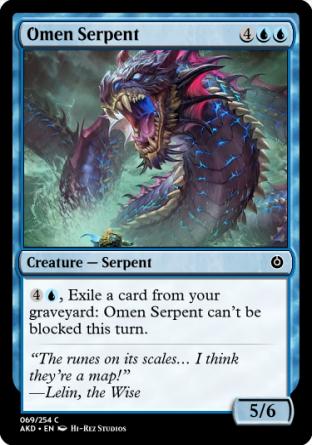 Omen Serpent 4
Creature — Serpent
4, Exile a card from your
graveyard: Omen Serpent can't be
blocked this turn.
“The runes on its scales... I think
they're a map!”
—Lelin, the Wise
5/6
069/254 C
AKD • EN Hi-Rez Studios